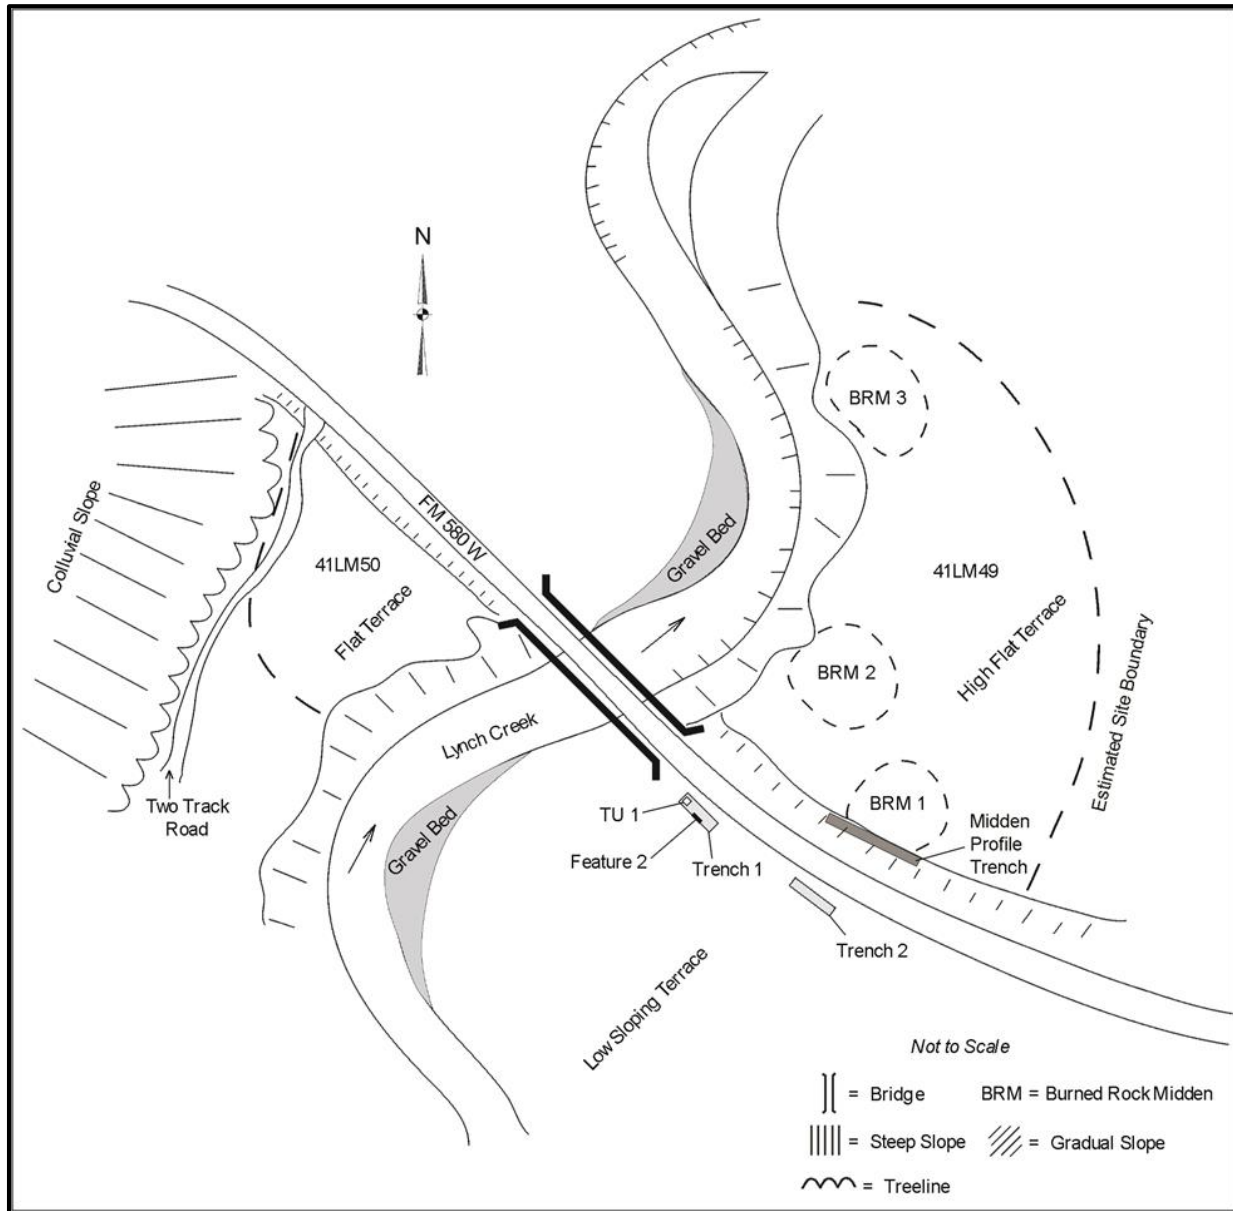 N
BRM 3
FM 580 W
Gravel Bed
Colluvial Slope
41LM50
Flat Terrace
41LM49
High Flat Terrace
BRM 2
Estimated Site Boundary
Lynch Creek
Two Track
Road
Gravel Bed
TU 1
Feature 2
Trench 1
BRM 1
Midden
Profile
Trench
Trench 2
Low Sloping Terrace
Not to Scale
= Bridge
BRM = Burned Rock Midden
= Steep Slope
= Gradual Slope
= Treeline